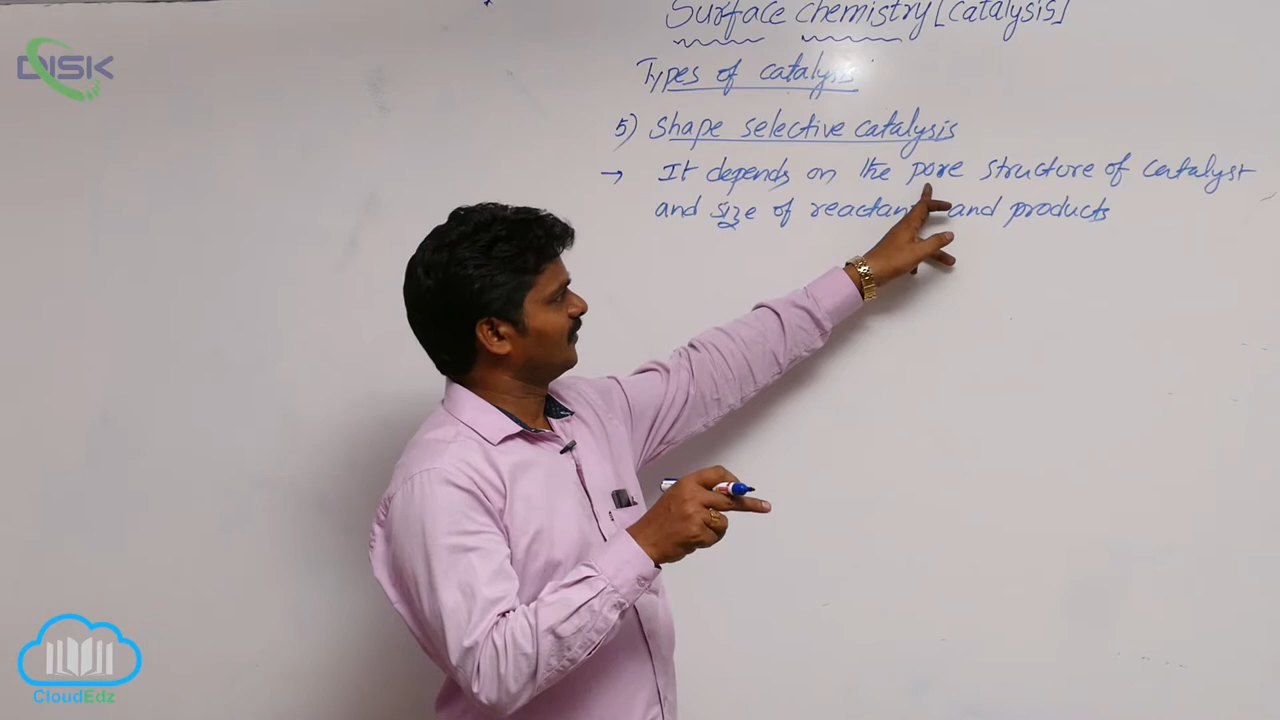 Surface chemistry [catalysis]
DISK
Types of catalysis
5) Shape selective catalysis
→ It depends on the pore structure of catalyst
and size of reactants and products
CloudEdz